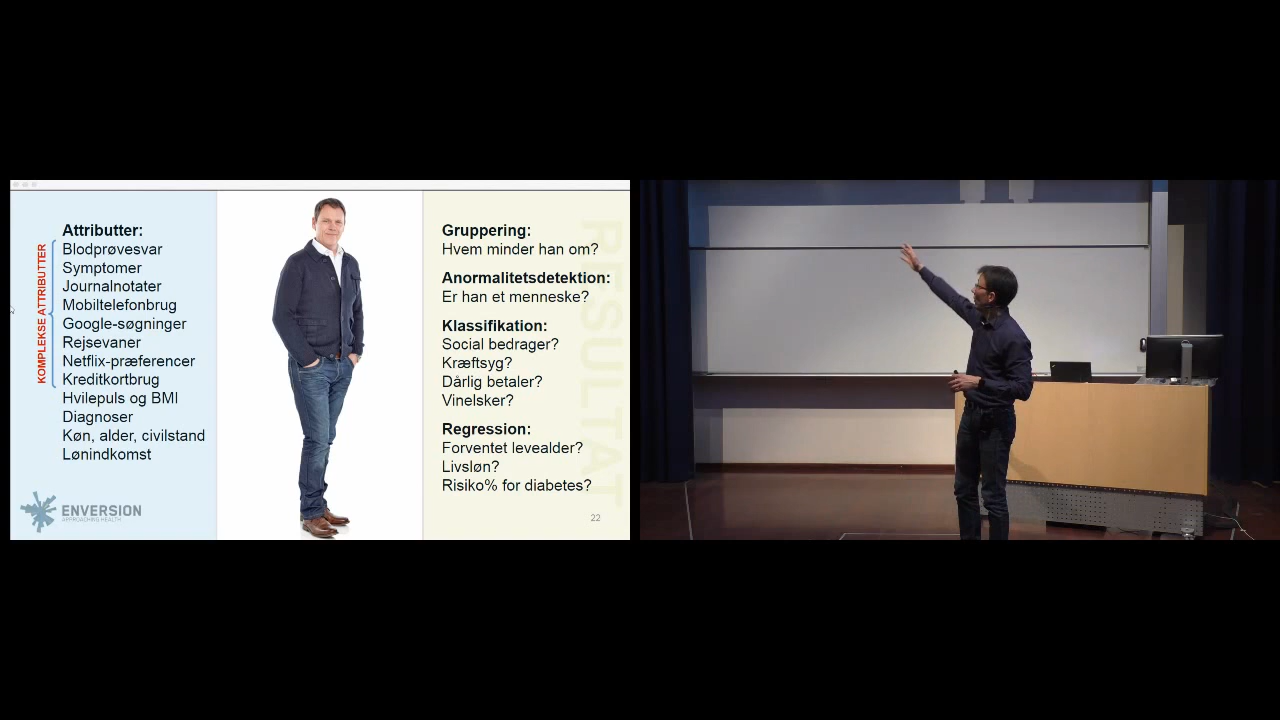 KOMPLEKSE ATTRIBUTTER
Attributter:
Blodprøvesvar
Symptomer
Journalnotater
Mobiltelefonbrug
Google-søgninger
Rejsevaner
Netflix-præferencer
Kreditkortbrug
Hvilepuls og BMI
Diagnoser
Køn, alder, civilstand
Lønindkomst
ENVERSION
APPROACHING HEALTH
Gruppering:
Hvem minder han om?
Anormalitetsdetektion:
Er han et menneske?
Klassifikation:
Social bedrager?
Kræftsyg?
Dårlig betaler?
Vinelsker?
Regression:
Forventet levealder?
Livsløn?
Risiko% for diabetes?
RESULTAT
22